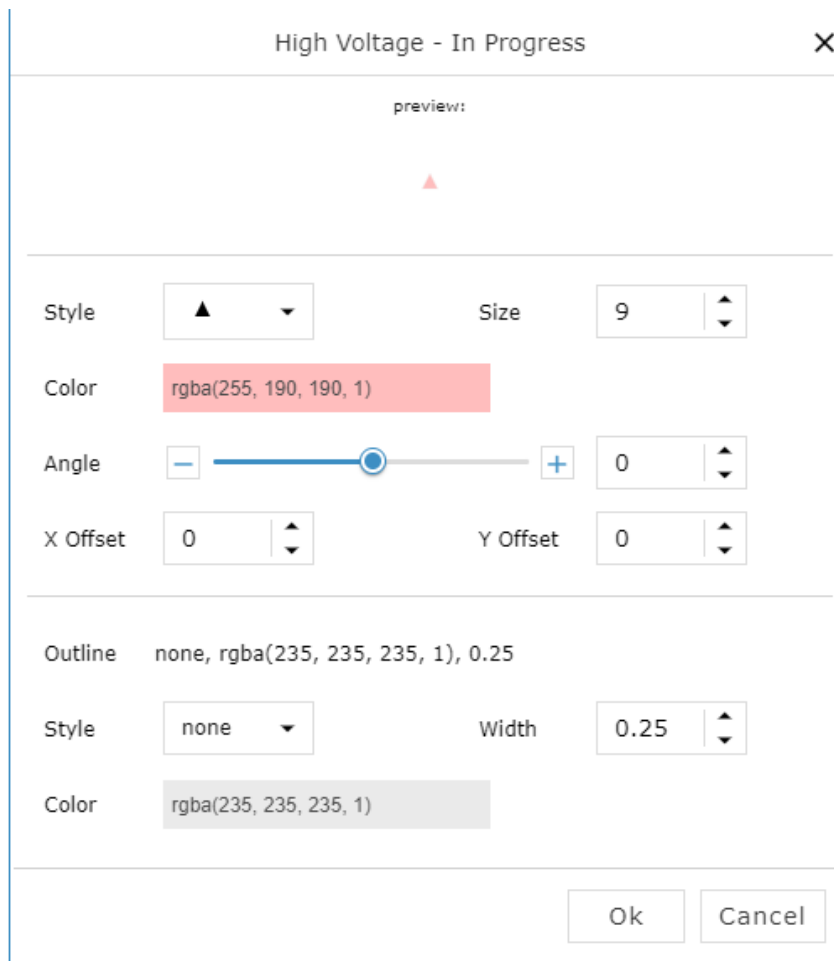 High Voltage - In Progress
preview:
Style Size 9
Color rgba(255, 190, 190, 1)
Angle 0
X Offset 0 Y Offset 0
Outline none, rgba(235, 235, 235, 1), 0.25
Style none Width 0.25
Color rgba(235, 235, 235, 1)
Ok Cancel